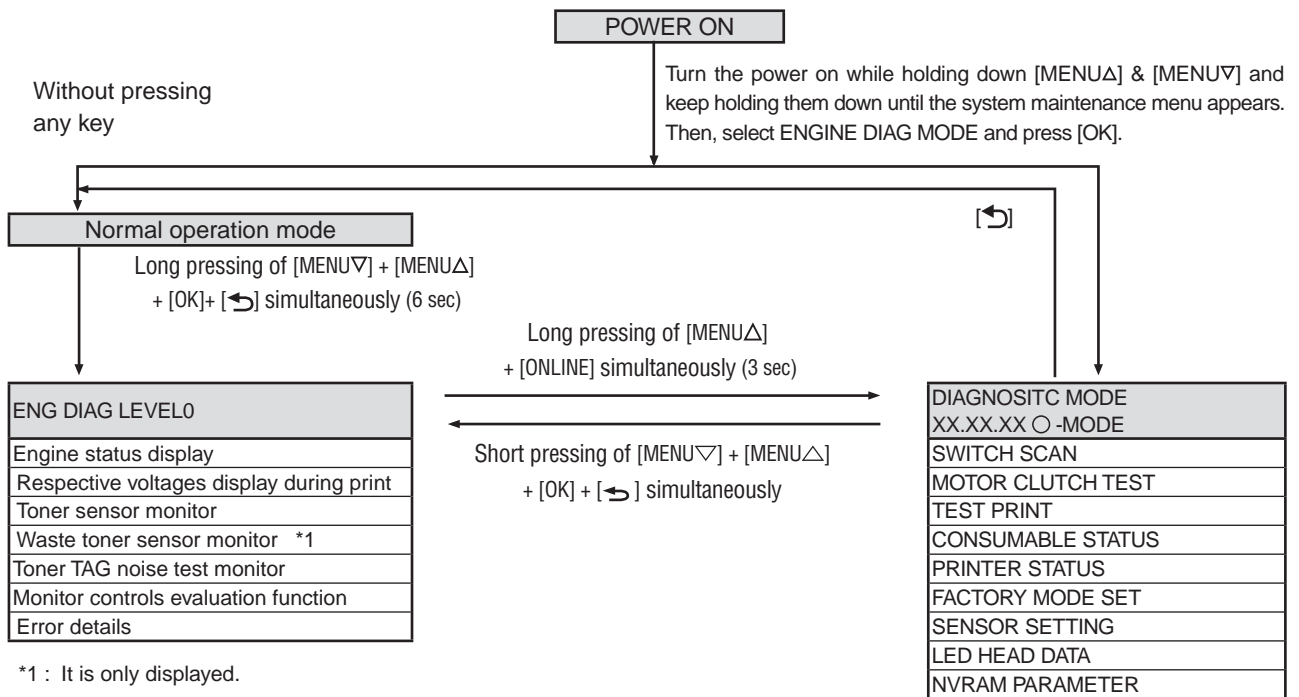 POWER ON
Without pressing
any key
Turn the power on while holding down [MENU△] & [MENU▽] and
keep holding them down until the system maintenance menu appears.
Then, select ENGINE DIAG MODE and press [OK].
[⮌]
Normal operation mode
Long pressing of [MENU▽] + [MENU△]
+ [OK]+ [⮌] simultaneously (6 sec)
Long pressing of [MENU△]
+ [ONLINE] simultaneously (3 sec)
Short pressing of [MENU▽] + [MENU△]
+ [OK] + [⮌ ] simultaneously
ENG DIAG LEVEL0
Engine status display
Respective voltages display during print
Toner sensor monitor
Waste toner sensor monitor *1
Toner TAG noise test monitor
Monitor controls evaluation function
Error details
*1 : It is only displayed.
DIAGNOSITC MODE
XX.XX.XX ○ -MODE
SWITCH SCAN
MOTOR CLUTCH TEST
TEST PRINT
CONSUMABLE STATUS
PRINTER STATUS
FACTORY MODE SET
SENSOR SETTING
LED HEAD DATA
NVRAM PARAMETER